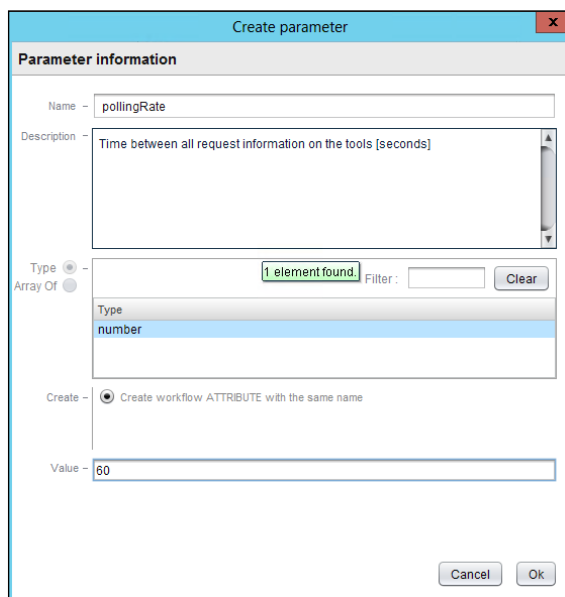 Create parameter
x
Parameter information
Name
pollingRate
Description
Time between all request information on the tools [seconds]
Type
1 element found.
Filter :
Clear
Array Of
Type
number
Create
Create workflow ATTRIBUTE with the same name
Value
60
Cancel
Ok